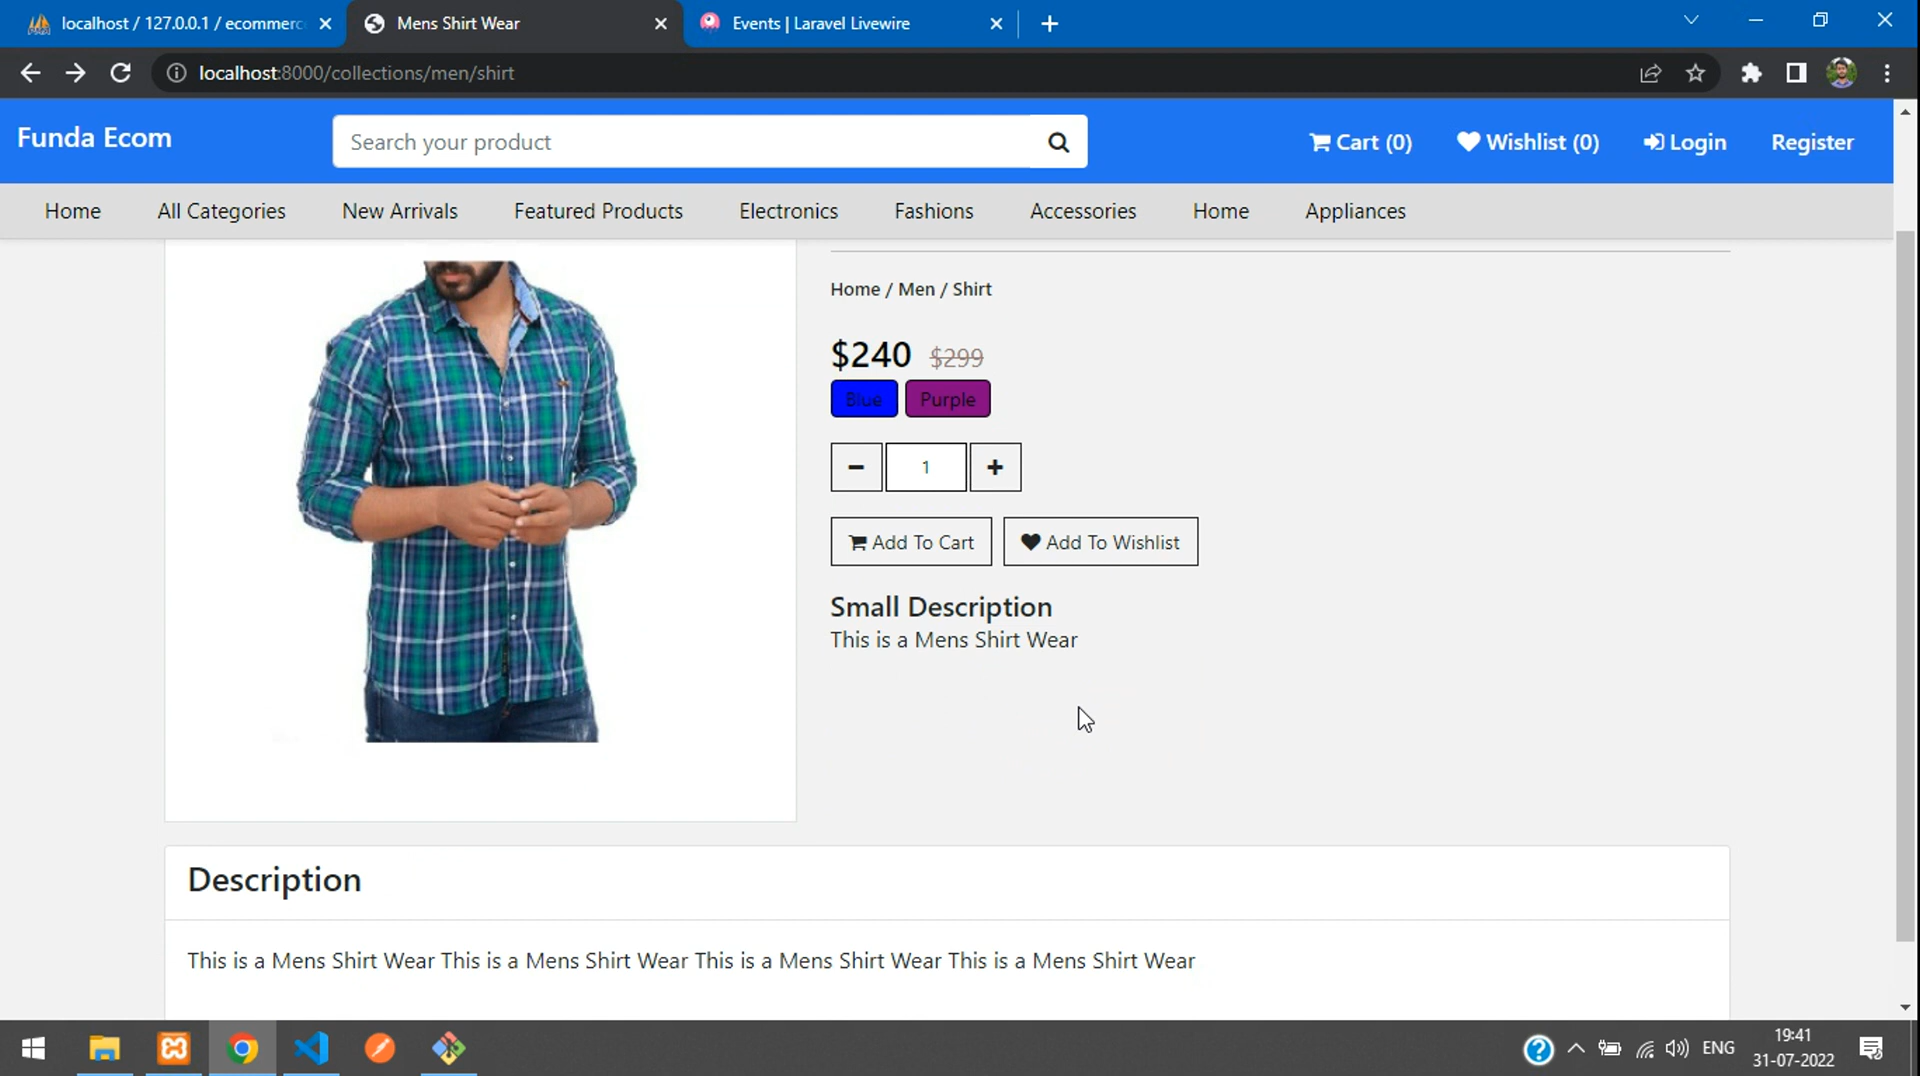 localhost / 127.0.0.1 / ecommerc
Mens Shirt Wear
Events | Laravel Livewire
localhost:8000/collections/men/shirt
Funda Ecom
Search your product
Cart (0)
Wishlist (0)
Login
Register
Home
All Categories
New Arrivals
Featured Products
Electronics
Fashions
Accessories
Home
Appliances
Home / Men / Shirt
$240 $299
Blue
Purple
1
Add To Cart
Add To Wishlist
Small Description
This is a Mens Shirt Wear
Description
This is a Mens Shirt Wear This is a Mens Shirt Wear This is a Mens Shirt Wear This is a Mens Shirt Wear
ENG
19:41
31-07-2022